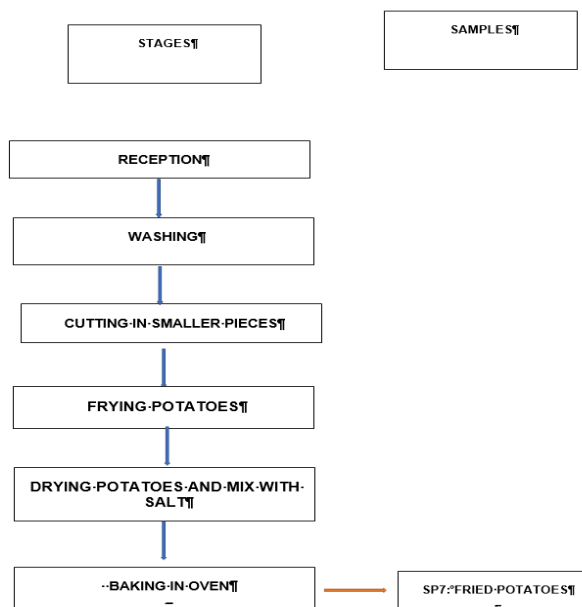 STAGES¶
SAMPLES¶
RECEPTION¶
WASHING¶
CUTTING·IN·SMALLER·PIECES¶
FRYING·POTATOES¶
DRYING·POTATOES·AND·MIX·WITH·
SALT¶
··BAKING·IN·OVEN¶
SP7:°FRIED·POTATOES¶